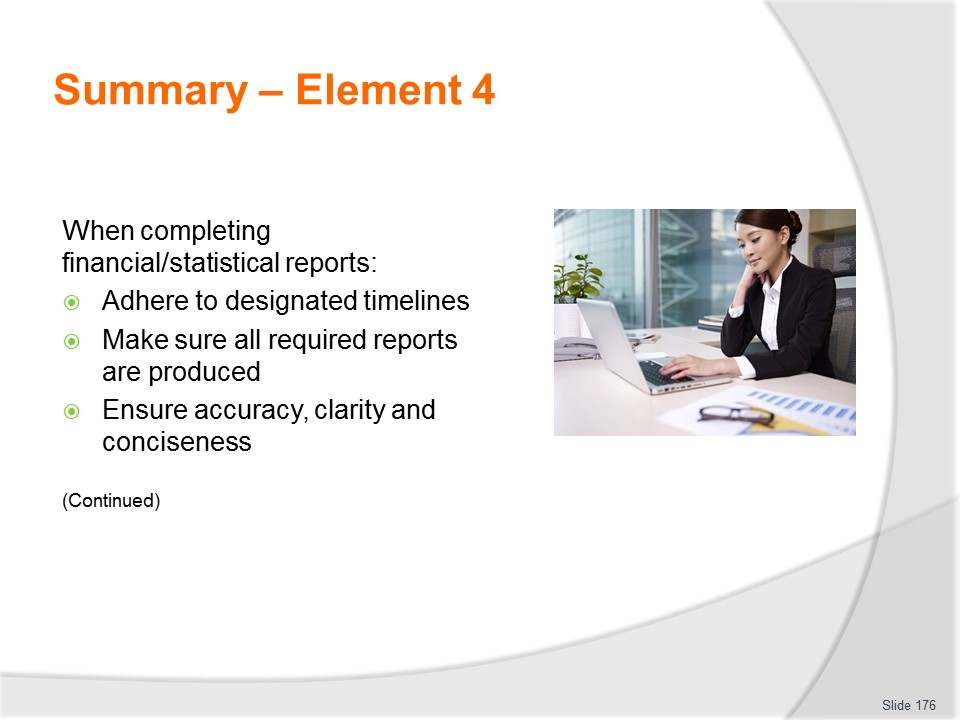 Summary – Element 4
When completing
financial/statistical reports:
Adhere to designated timelines
Make sure all required reports
are produced
Ensure accuracy, clarity and
conciseness
(Continued)
Slide 176